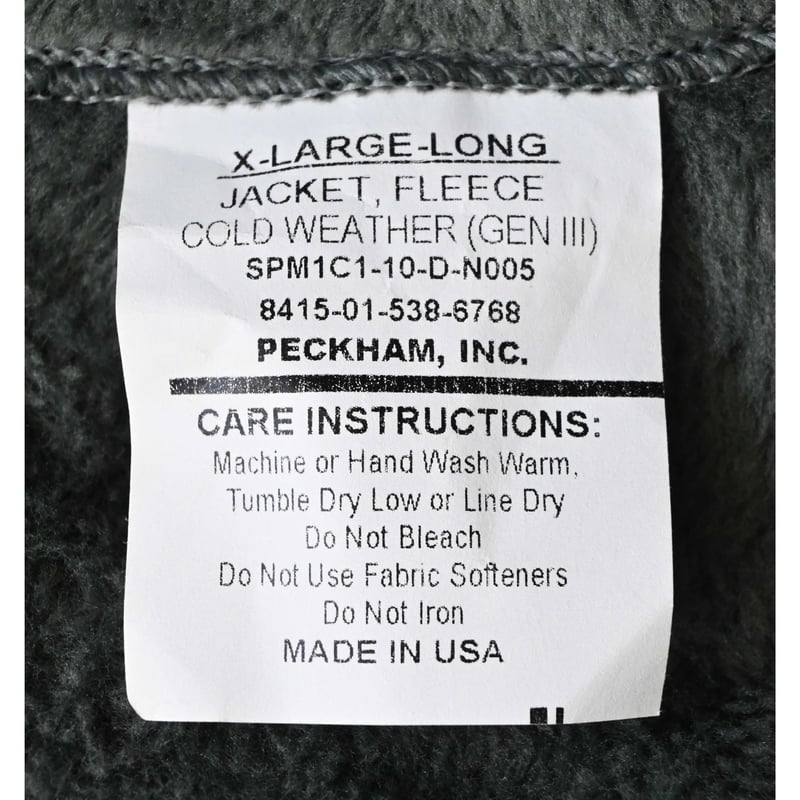 X-LARGE-LONG
JACKET, FLEECE
COLD WEATHER (GEN III)
SPM1C1-10-D-N005
8415-01-538-6768
PECKHAM, INC.
CARE INSTRUCTIONS:
Machine or Hand Wash Warm,
Tumble Dry Low or Line Dry
Do Not Bleach
Do Not Use Fabric Softeners
Do Not Iron
MADE IN USA